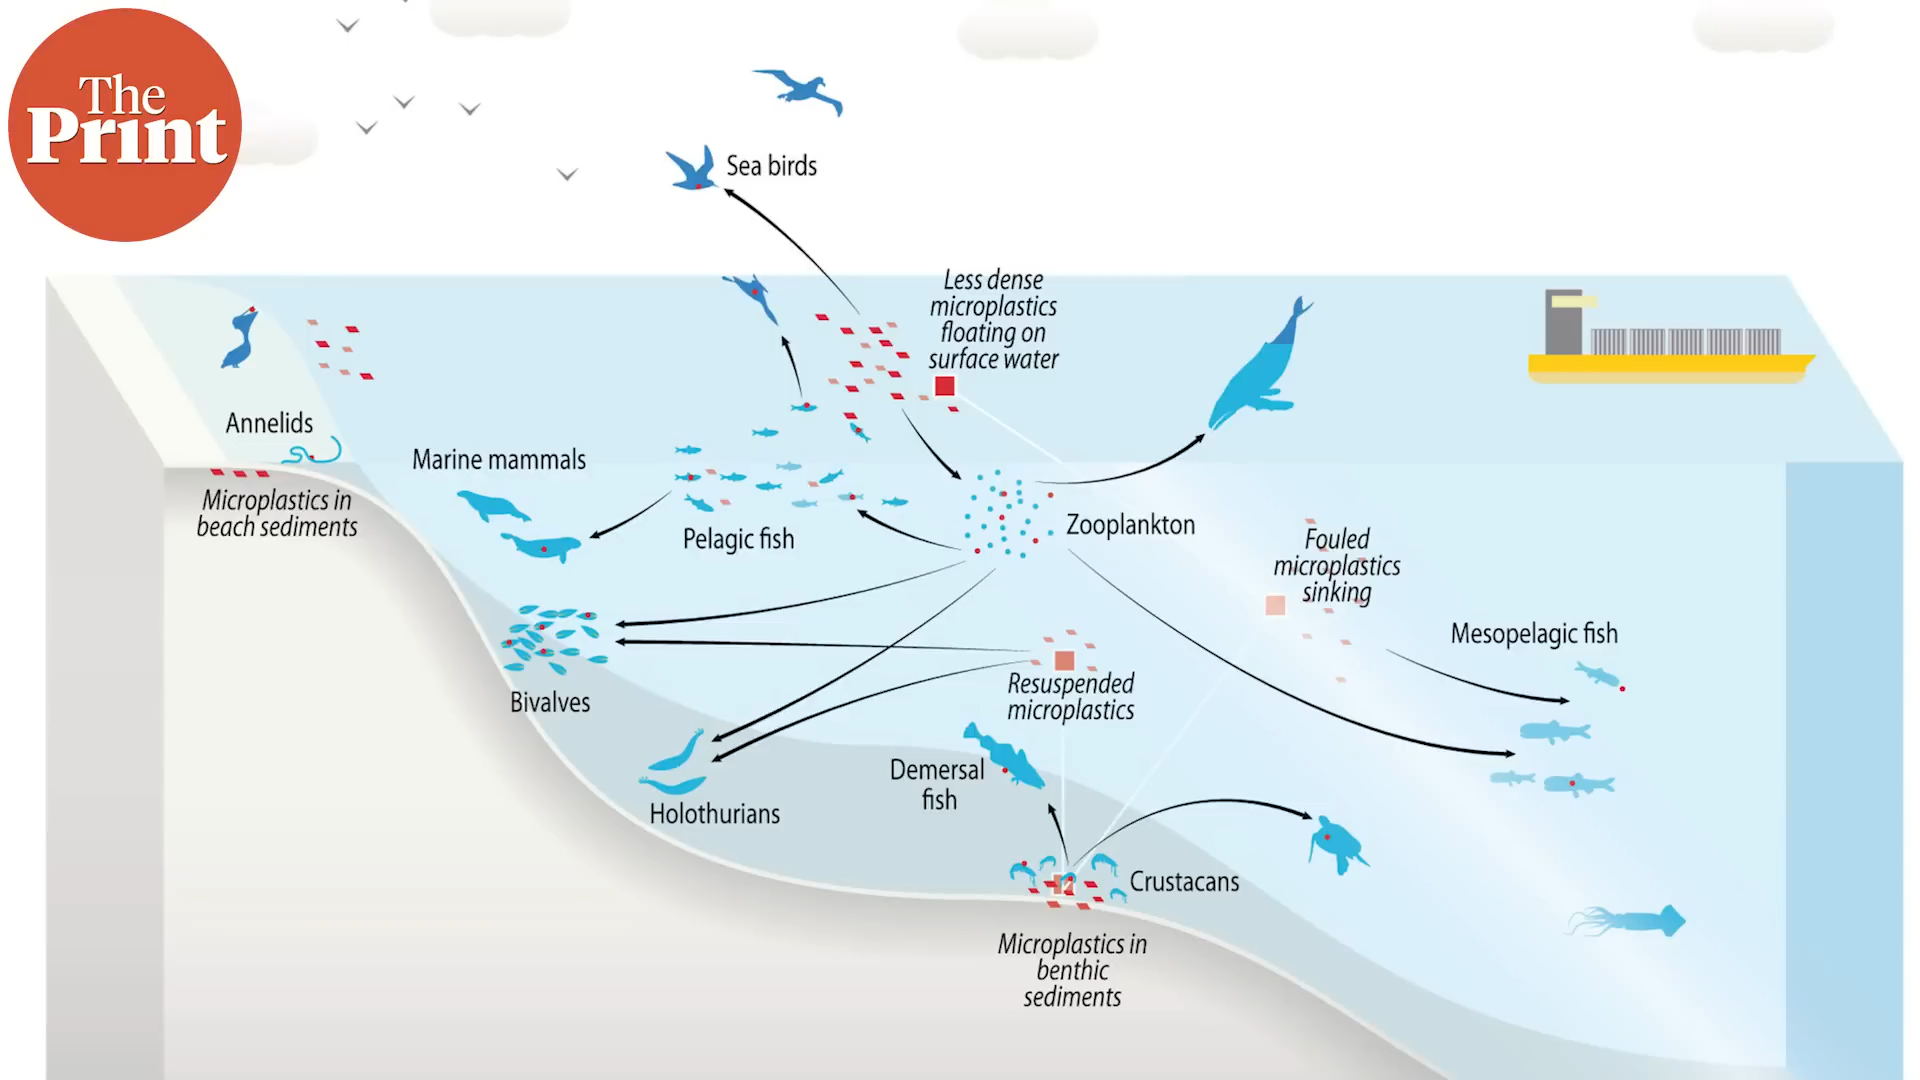 The
Print
Sea birds
Less dense
microplastics
floating on
surface water
Annelids
Marine mammals
Microplastics in
beach sediments
Pelagic fish
Zooplankton
Fouled
microplastics
sinking
Mesopelagic fish
Bivalves
Resuspended
microplastics
Demersal
fish
Holothurians
Crustacans
Microplastics in
benthic
sediments